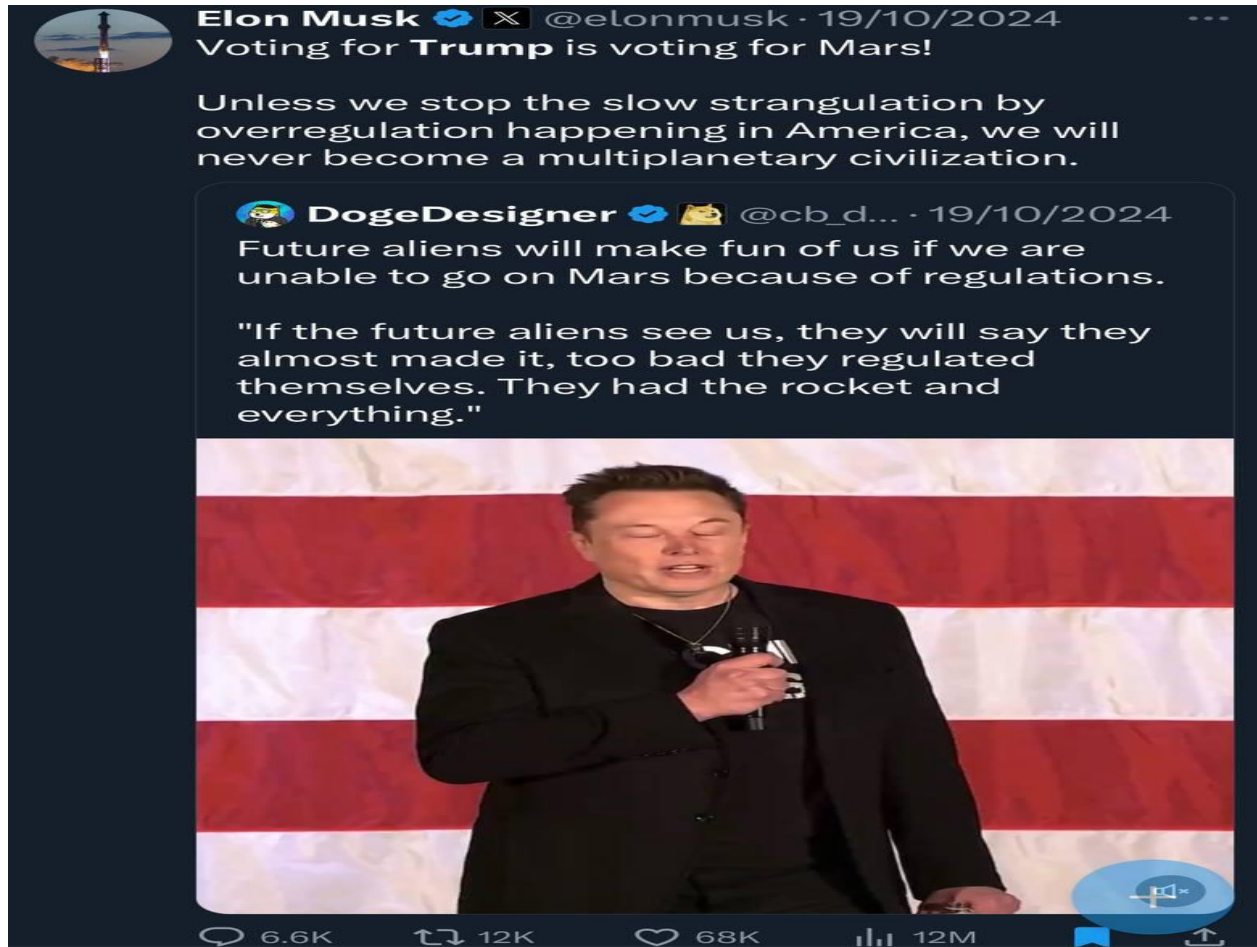 Elon Musk @elonmusk · 19/10/2024
Voting for Trump is voting for Mars!
Unless we stop the slow strangulation by
overregulation happening in America, we will
never become a multiplanetary civilization.
DogeDesigner @cb_d... · 19/10/2024
Future aliens will make fun of us if we are
unable to go on Mars because of regulations.
"If the future aliens see us, they will say they
almost made it, too bad they regulated
themselves. They had the rocket and
everything."
6.6K 12K 68K 12M